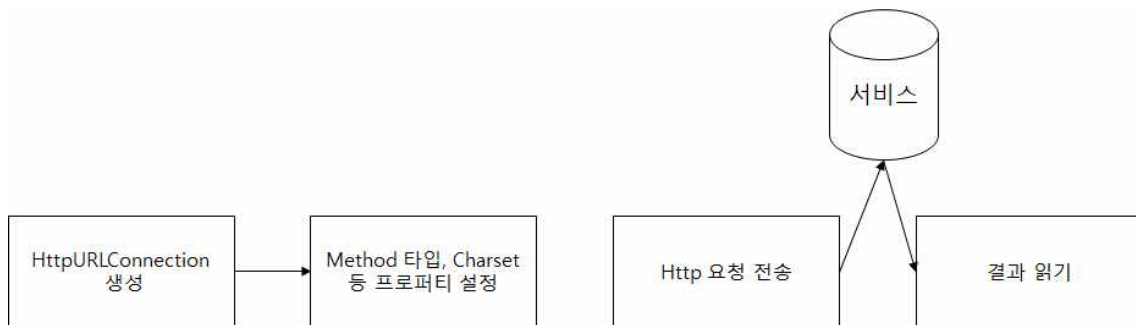 서비스
HttpURLConnection
생성
Method 타입, Charset
등 프로퍼티 설정
Http 요청 전송
결과 읽기